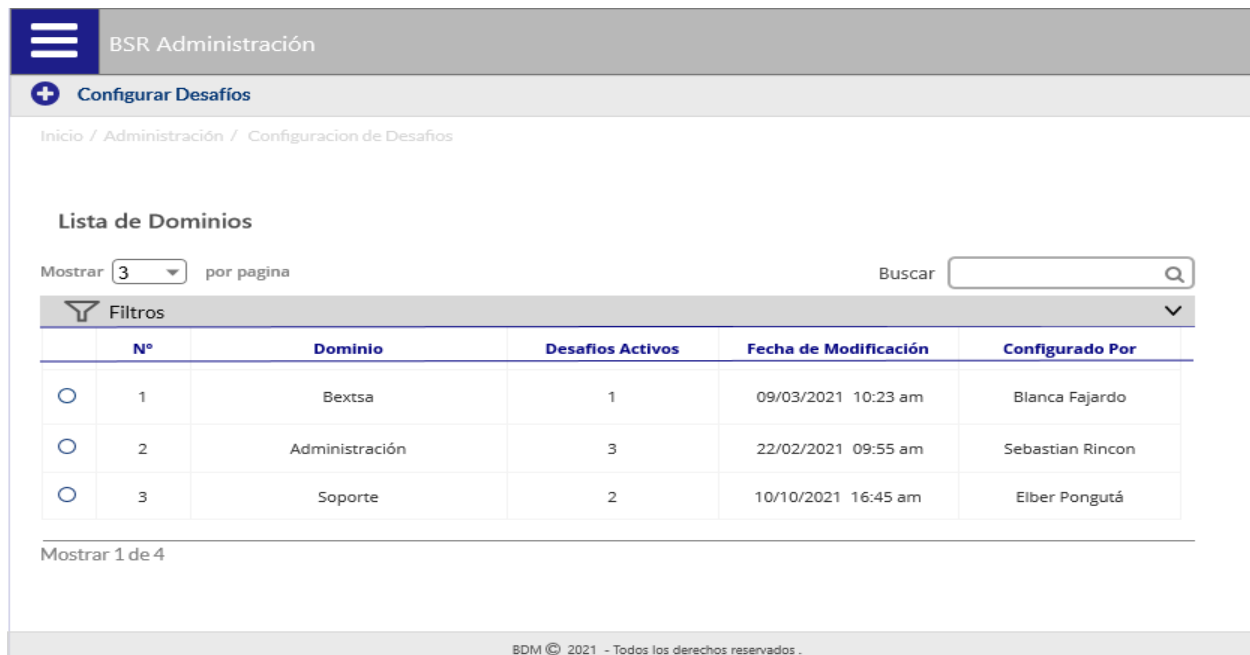 BSR Administración
Configurar Desafíos
Inicio / Administración / Configuracion de Desafios
Lista de Dominios
Mostrar 3 por pagina Buscar
Filtros
N° Dominio Desafios Activos Fecha de Modificación Configurado Por
1 Bextsa 1 09/03/2021 10:23 am Blanca Fajardo
2 Administración 3 22/02/2021 09:55 am Sebastian Rincon
3 Soporte 2 10/10/2021 16:45 am Elber Pongutá
Mostrar 1 de 4
BDM © 2021 - Todos los derechos reservados .